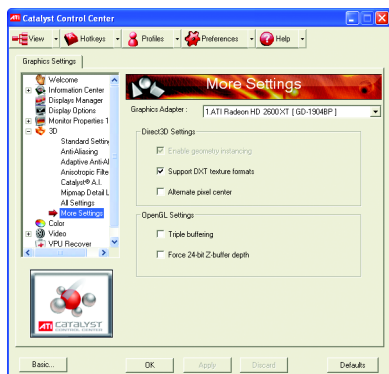 ATI Catalyst Control Center
View Hotkeys Profiles Preferences Help
Graphics Settings
Welcome
Information Center
Displays Manager
Display Options
Monitor Properties 1
3D
Standard Settin
Anti-Aliasing
Adaptive Anti-Al
Anisotropic Filte
Catalyst® A.I.
Mipmap Detail L
All Settings
More Settings
Color
Video
VPU Recover
ATI CATALYST
CONTROL CENTER
More Settings
Graphics Adapter :
1.ATI Radeon HD 2600 XT [ GD-1904BP ]
Direct3D Settings
Enable geometry instancing
Support DXT texture formats
Alternate pixel center
OpenGL Settings
Triple buffering
Force 24-bit Z-buffer depth
Basic...
OK
Apply
Discard
Defaults